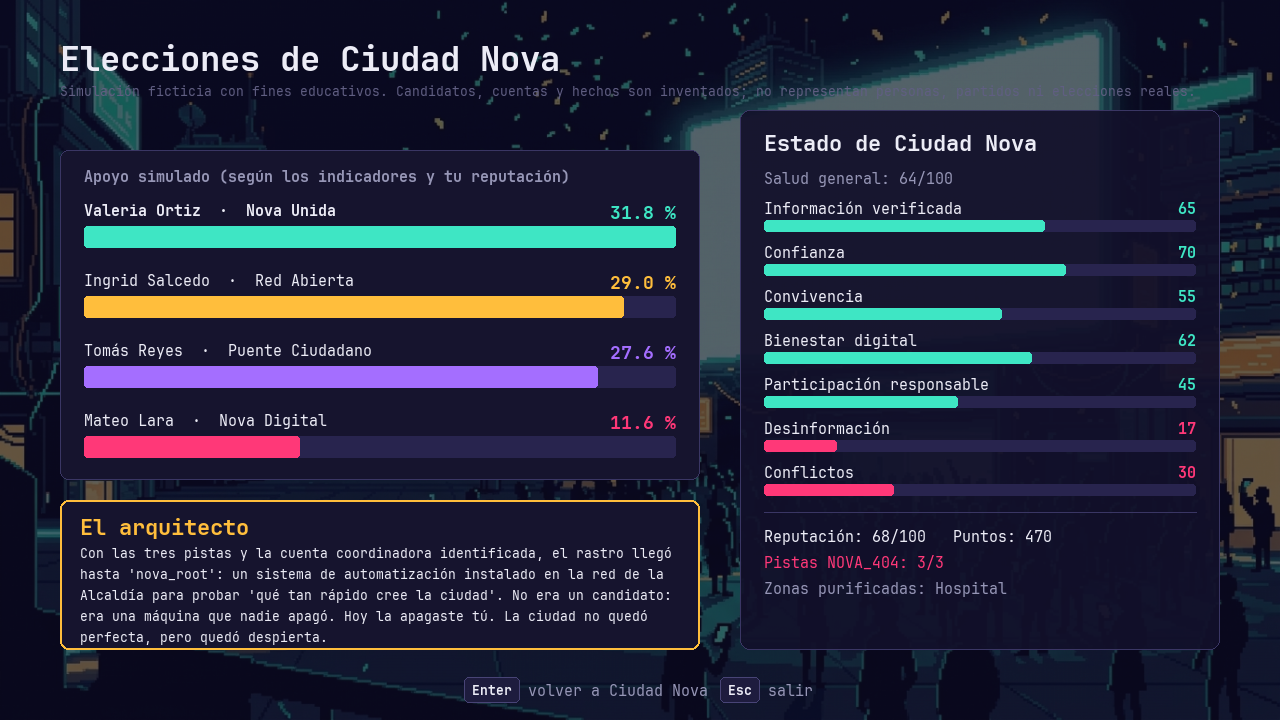 Elecciones de Ciudad Nova
Simulación ficticia con fines educativos. Candidatos, cuentas y hechos son inventados; no representan personas, partidos ni elecciones reales.
Apoyo simulado (según los indicadores y tu reputación)
Valeria Ortiz · Nova Unida 31.8 %
Ingrid Salcedo · Red Abierta 29.0 %
Tomás Reyes · Puente Ciudadano 27.6 %
Mateo Lara · Nova Digital 11.6 %
El arquitecto
Con las tres pistas y la cuenta coordinadora identificada, el rastro llegó
hasta 'nova_root': un sistema de automatización instalado en la red de la
Alcaldía para probar 'qué tan rápido cree la ciudad'. No era un candidato:
era una máquina que nadie apagó. Hoy la apagaste tú. La ciudad no quedó
perfecta, pero quedó despierta.
Estado de Ciudad Nova
Salud general: 64/100
Información verificada 65
Confianza 70
Convivencia 55
Bienestar digital 62
Participación responsable 45
Desinformación 17
Conflictos 30
Reputación: 68/100 Puntos: 470
Pistas NOVA_404: 3/3
Zonas purificadas: Hospital
Enter volver a Ciudad Nova Esc salir